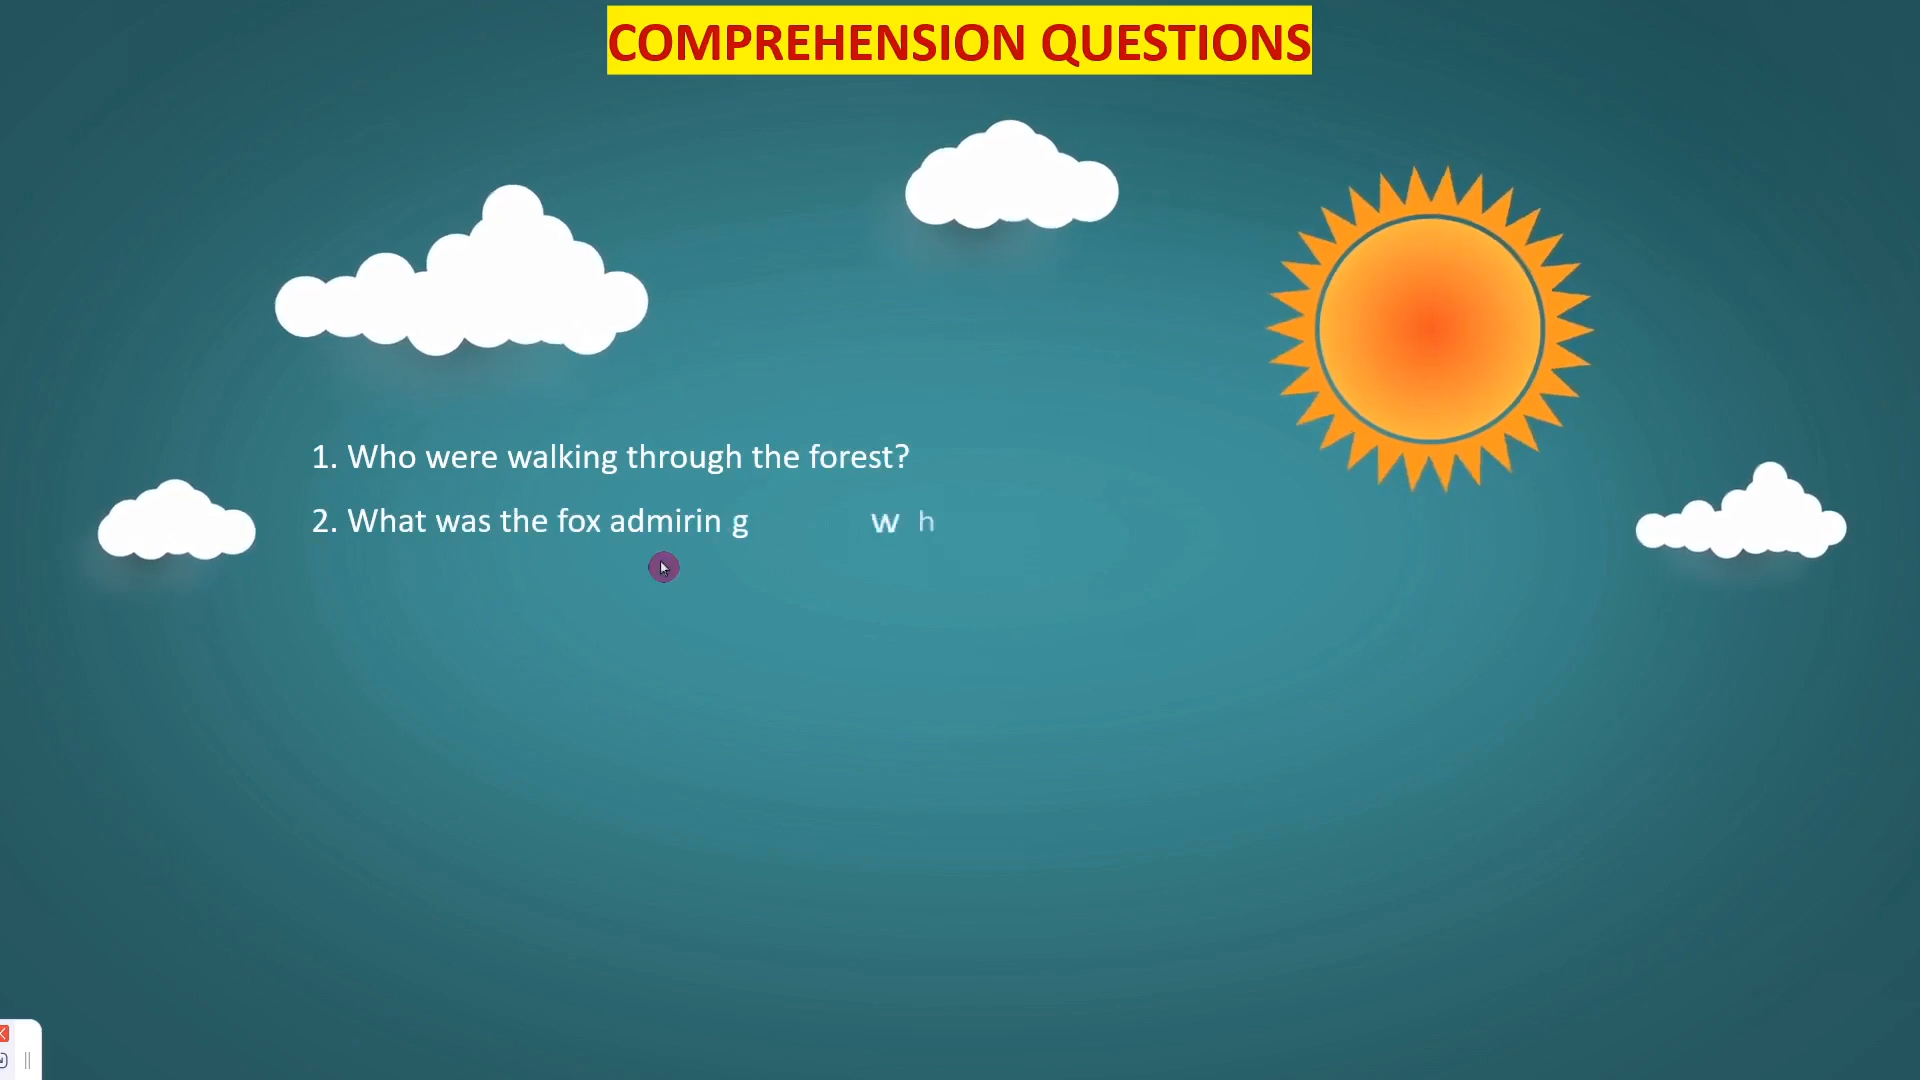 COMPREHENSION QUESTIONS
1. Who were walking through the forest?
2. What was the fox admirin g w h